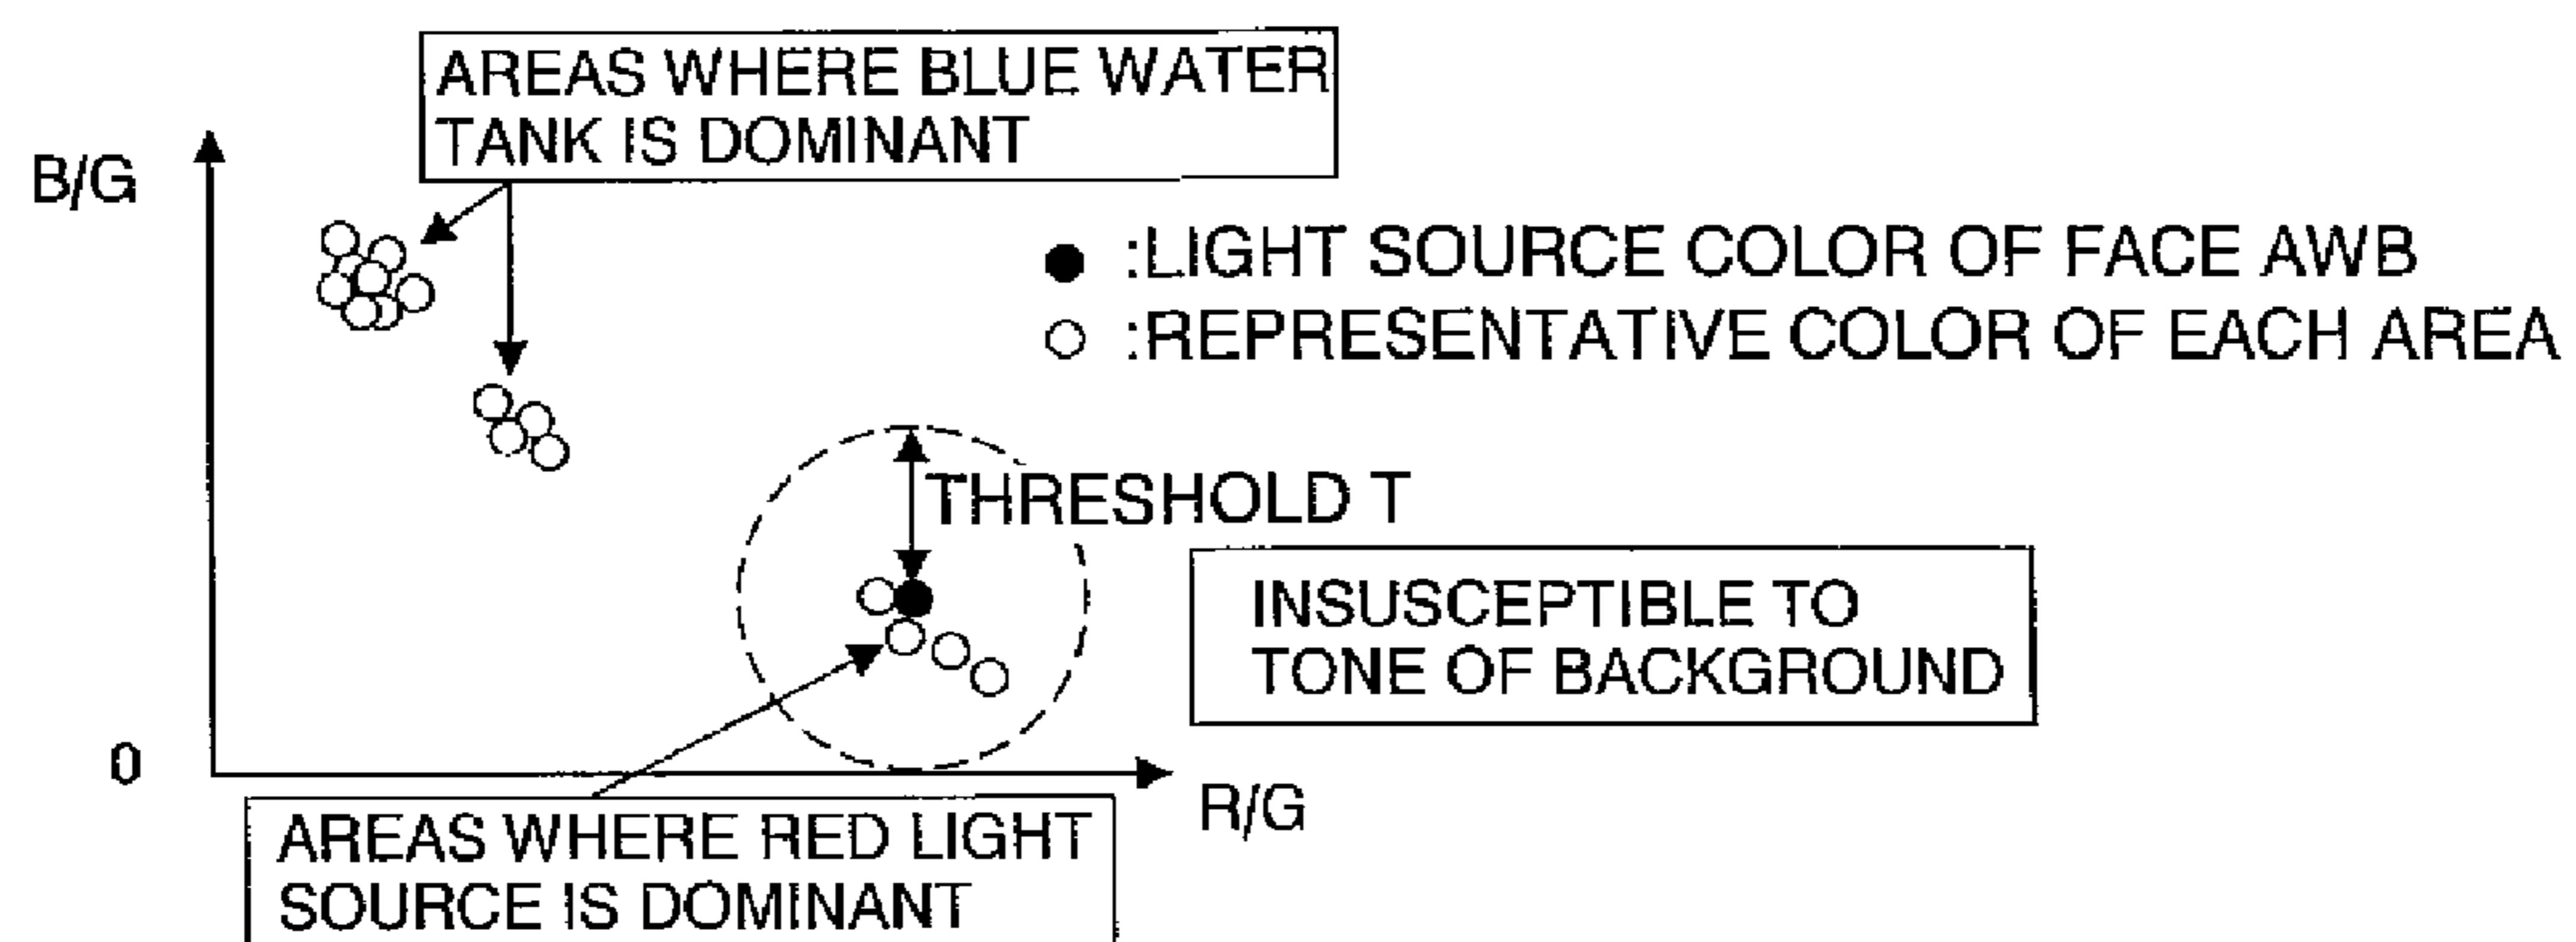 AREAS WHERE BLUE WATER
TANK IS DOMINANT
B/G
:LIGHT SOURCE COLOR OF FACE AWB
:REPRESENTATIVE COLOR OF EACH AREA
THRESHOLD T
INSUSCEPTIBLE TO
TONE OF BACKGROUND
0
R/G
AREAS WHERE RED LIGHT
SOURCE IS DOMINANT